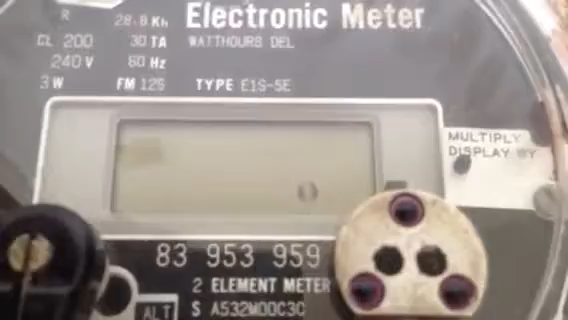 Electronic Meter
R 28.8 Kh
CL 200 30 TA WATTHOURS DEL
240 V 60 Hz
3 W FM 12S TYPE E1S-5E
MULTIPLY
DISPLAY BY
83 953 959
2 ELEMENT METER
ALT S A532M00C3C